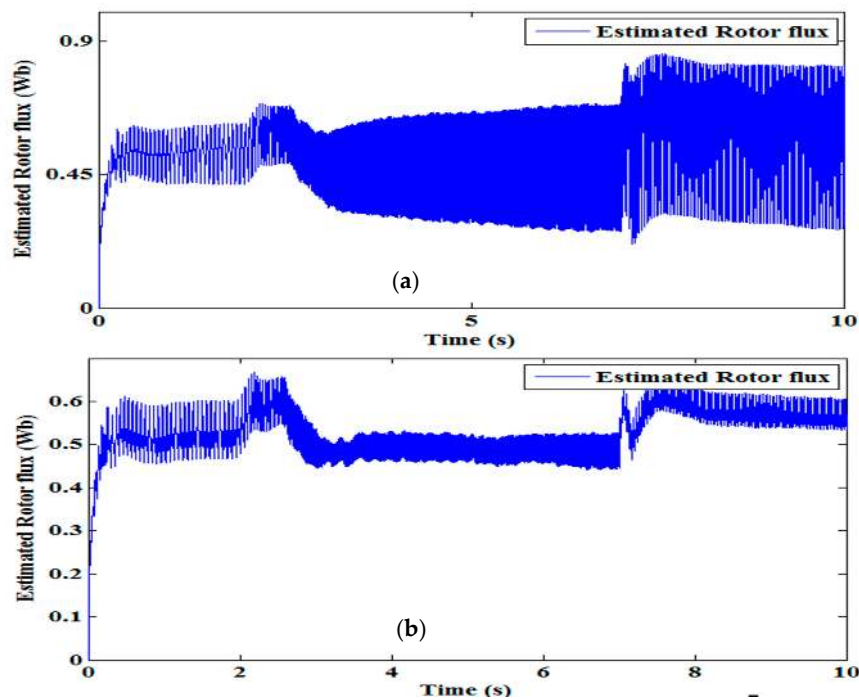 Estimated Rotor flux (Wb)
0.9
0.45
0
Estimated Rotor flux
(a)
0
5
10
Time (s)
Estimated Rotor flux (Wb)
0.6
0.5
0.4
0.3
0.2
0.1
0
Estimated Rotor flux
(b)
0
2
4
6
8
10
Time (s)